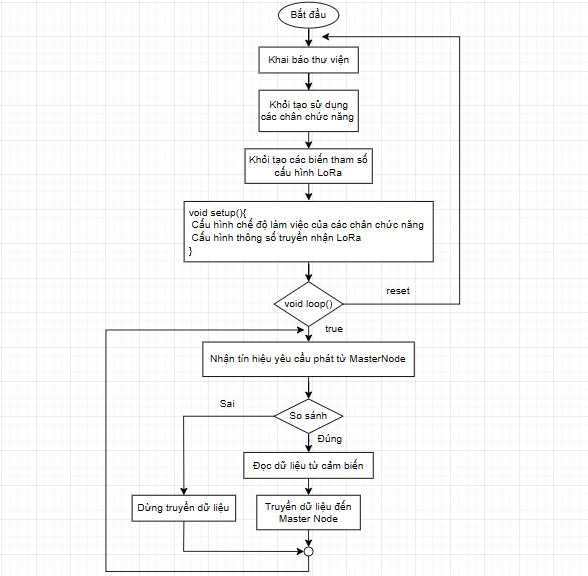 Bắt đầu
Khai báo thư viện
Khỏi tạo sử dụng
các chân chức năng
Khỏi tạo các biến tham số
cấu hình LoRa
void setup(){
Cấu hình chế độ làm việc của các chân chức năng
Cấu hình thông số truyền nhận LoRa
}
reset
void loop()
true
Nhận tín hiệu yêu cầu phát từ MasterNode
Sai
So sánh
Đúng
Đọc dữ liệu từ cảm biến
Dừng truyền dữ liệu
Truyền dữ liệu đến
Master Node